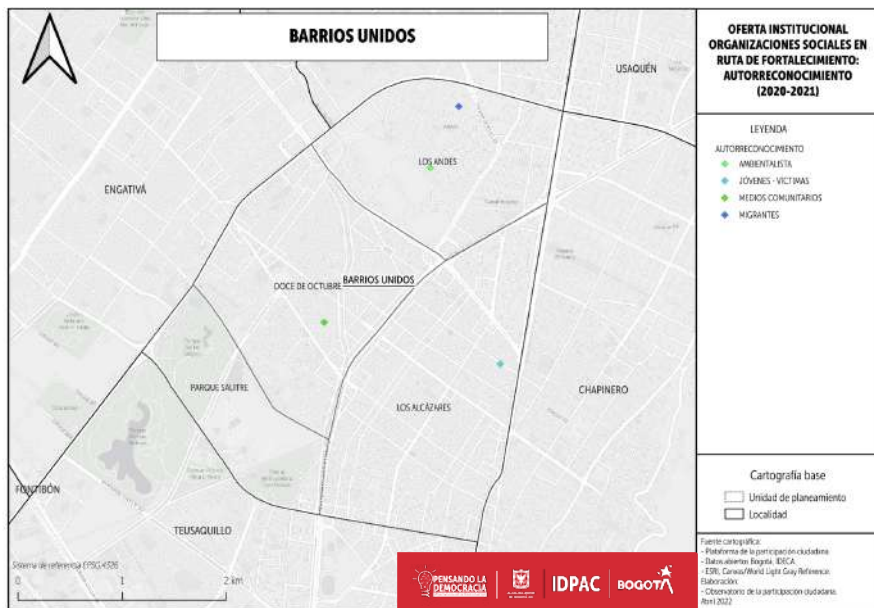 BARRIOS UNIDOS
OFERTA INSTITUCIONAL
ORGANIZACIONES SOCIALES EN
RUTA DE FORTALECIMIENTO:
AUTORRECONOCIMIENTO
(2020-2021)
LEYENDA
AUTORRECONOCIMIENTO
AMBIENTALISTA
JÓVENES - VÍCTIMAS
MEDIOS COMUNITARIOS
MIGRANTES
USAQUÉN
LOS ANDES
ENGATIVÁ
DOCE DE OCTUBRE
BARRIOS UNIDOS
PARQUE SALITRE
CHAPINERO
LOS ALCÁZARES
FONTIBÓN
TEUSAQUILLO
Cartografía base
Unidad de planeamiento
Localidad
Sistema de referencia EPSG:4326
0 1 2 km
PENSANDO LA
DEMOCRACIA
IDPAC
BOGOTÁ
Fuente cartográfica:
- Plataforma de la participación ciudadana.
- Datos abiertos Bogotá, IDECA.
- ESRI, Canvas/World Light Gray Reference.
Elaboración:
- Observatorio de la participación ciudadana.
Abril 2022